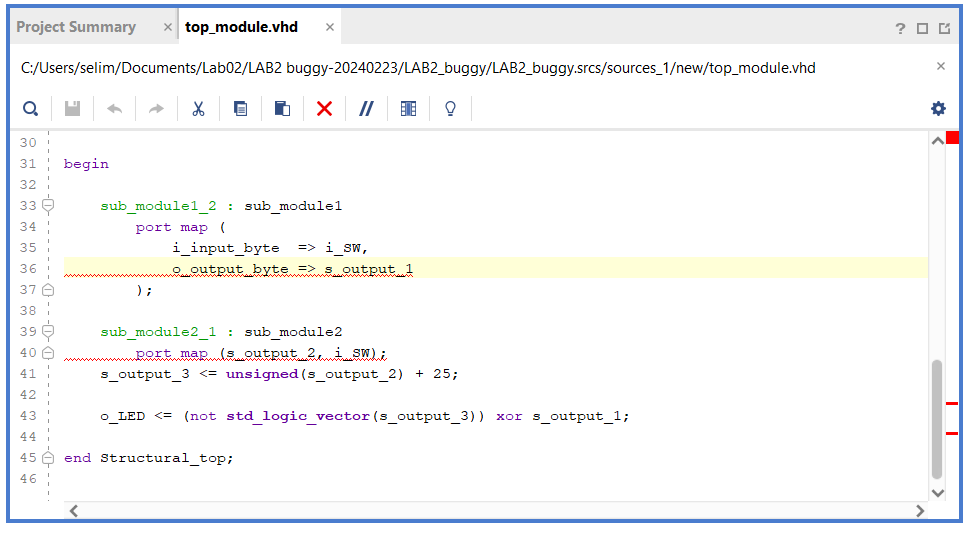 Project Summary × top_module.vhd × ?
C:/Users/selim/Documents/Lab02/LAB2 buggy-20240223/LAB2_buggy/LAB2_buggy.srcs/sources_1/new/top_module.vhd ×
30
31 begin
32
33 sub_module1_2 : sub_module1
34 port map (
35 i_input_byte => i_SW,
36 o_output_byte => s_output_1
37 );
38
39 sub_module2_1 : sub_module2
40 port map (s_output_2, i_SW);
41 s_output_3 <= unsigned(s_output_2) + 25;
42
43 o_LED <= (not std_logic_vector(s_output_3)) xor s_output_1;
44
45 end Structural_top;
46